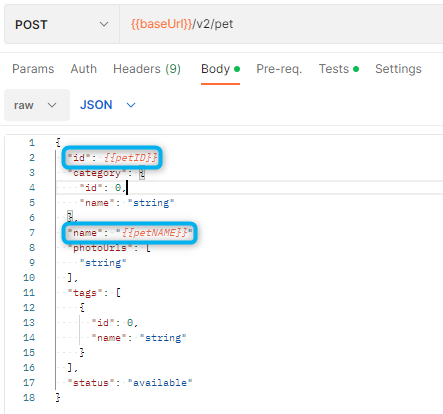 POST {{baseUrl}}/v2/pet
Params Auth Headers (9) Body Pre-req. Tests Settings
raw JSON
1 {
2 "id": {{petID}},
3 "category": {
4 "id": 0,
5 "name": "string"
6 },
7 "name": "{{petNAME}}",
8 "photoUrls": [
9 "string"
10 ],
11 "tags": [
12 {
13 "id": 0,
14 "name": "string"
15 }
16 ],
17 "status": "available"
18 }